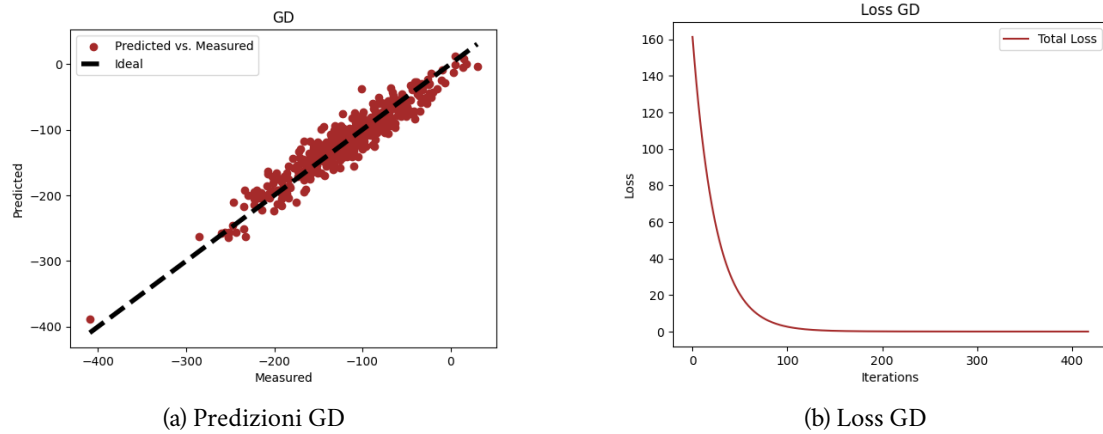 GD
Predicted vs. Measured
Ideal
0
−100
−200
−300
−400
Predicted
−400
−300
−200
−100
0
Measured
(a) Predizioni GD
Loss GD
Total Loss
160
140
120
100
80
60
40
20
0
Loss
0
100
200
300
400
Iterations
(b) Loss GD